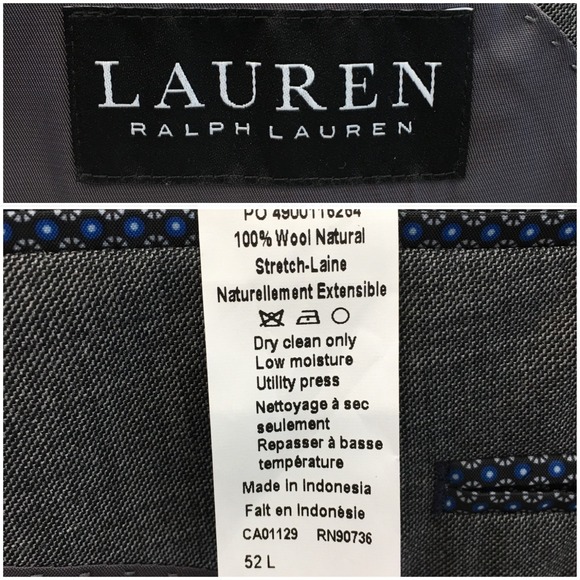 LAUREN
RALPH LAUREN
PO 4900116264
100% Wool Natural
Stretch-Laine
Naturellement Extensible
Dry clean only
Low moisture
Utility press
Nettoyage à sec
seulement
Repasser à basse
température
Made in Indonesia
Fait en Indonésie
CA01129 RN90736
52 L